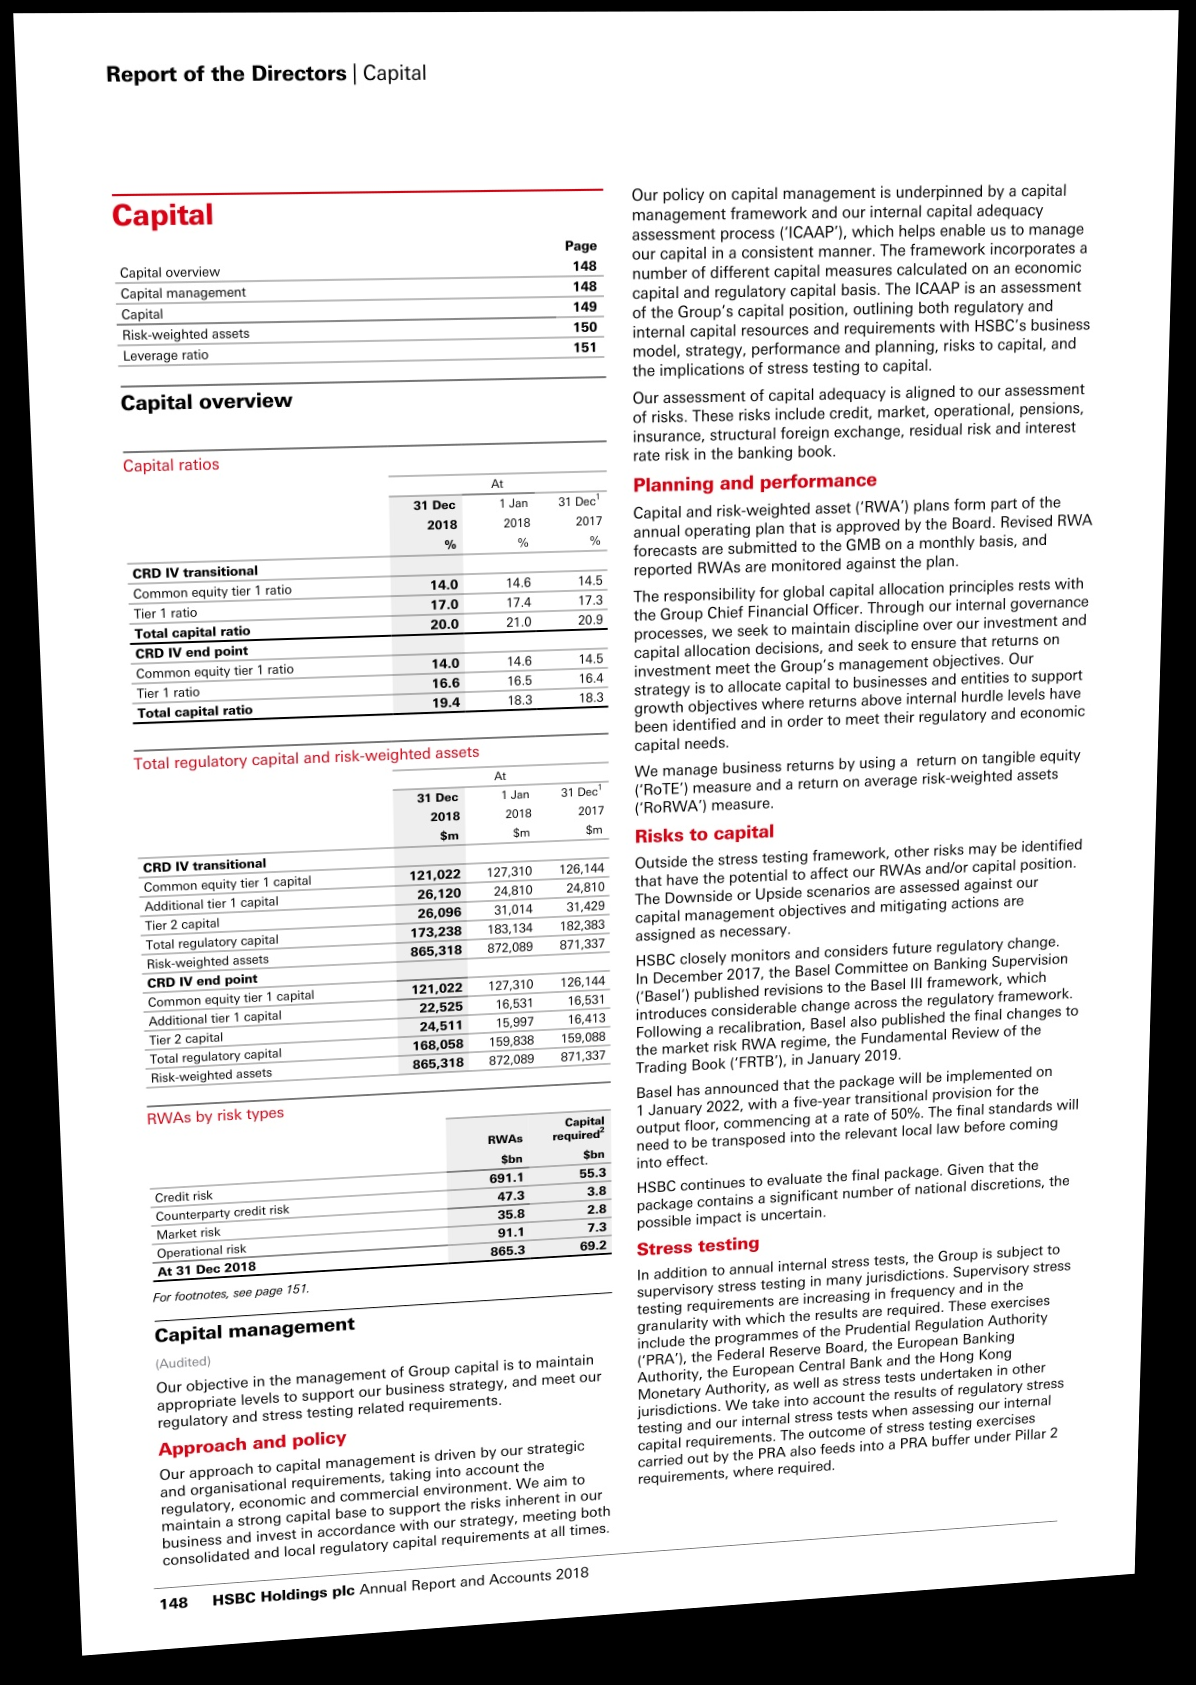 Report of the Directors | Capital
Capital
Page
Capital overview 148
Capital management 148
Capital 149
Risk-weighted assets 150
Leverage ratio 151
Capital overview
Capital ratios
At
31 Dec 1 Jan 31 Dec¹
2018 2018 2017
% % %
CRD IV transitional
Common equity tier 1 ratio 14.0 14.6 14.5
Tier 1 ratio 17.0 17.4 17.3
Total capital ratio 20.0 21.0 20.9
CRD IV end point
Common equity tier 1 ratio 14.0 14.6 14.5
Tier 1 ratio 16.6 16.5 16.4
Total capital ratio 19.4 18.3 18.3
Total regulatory capital and risk-weighted assets
At
31 Dec 1 Jan 31 Dec¹
2018 2018 2017
$m $m $m
CRD IV transitional
Common equity tier 1 capital 121,022 127,310 126,144
Additional tier 1 capital 26,120 24,810 24,810
Tier 2 capital 26,096 31,014 31,429
Total regulatory capital 173,238 183,134 182,383
Risk-weighted assets 865,318 872,089 871,337
CRD IV end point
Common equity tier 1 capital 121,022 127,310 126,144
Additional tier 1 capital 22,525 16,531 16,531
Tier 2 capital 24,511 15,997 16,413
Total regulatory capital 168,058 159,838 159,088
Risk-weighted assets 865,318 872,089 871,337
RWAs by risk types
Capital
RWAs required²
$bn $bn
Credit risk 691.1 55.3
Counterparty credit risk 47.3 3.8
Market risk 35.8 2.8
Operational risk 91.1 7.3
At 31 Dec 2018 865.3 69.2
For footnotes, see page 151.
Capital management
(Audited)
Our objective in the management of Group capital is to maintain
appropriate levels to support our business strategy, and meet our
regulatory and stress testing related requirements.
Approach and policy
Our approach to capital management is driven by our strategic
and organisational requirements, taking into account the
regulatory, economic and commercial environment. We aim to
maintain a strong capital base to support the risks inherent in our
business and invest in accordance with our strategy, meeting both
consolidated and local regulatory capital requirements at all times.
Our policy on capital management is underpinned by a capital
management framework and our internal capital adequacy
assessment process (‘ICAAP’), which helps enable us to manage
our capital in a consistent manner. The framework incorporates a
number of different capital measures calculated on an economic
capital and regulatory capital basis. The ICAAP is an assessment
of the Group’s capital position, outlining both regulatory and
internal capital resources and requirements with HSBC’s business
model, strategy, performance and planning, risks to capital, and
the implications of stress testing to capital.
Our assessment of capital adequacy is aligned to our assessment
of risks. These risks include credit, market, operational, pensions,
insurance, structural foreign exchange, residual risk and interest
rate risk in the banking book.
Planning and performance
Capital and risk-weighted asset (‘RWA’) plans form part of the
annual operating plan that is approved by the Board. Revised RWA
forecasts are submitted to the GMB on a monthly basis, and
reported RWAs are monitored against the plan.
The responsibility for global capital allocation principles rests with
the Group Chief Financial Officer. Through our internal governance
processes, we seek to maintain discipline over our investment and
capital allocation decisions, and seek to ensure that returns on
investment meet the Group’s management objectives. Our
strategy is to allocate capital to businesses and entities to support
growth objectives where returns above internal hurdle levels have
been identified and in order to meet their regulatory and economic
capital needs.
We manage business returns by using a return on tangible equity
(‘RoTE’) measure and a return on average risk-weighted assets
(‘RoRWA’) measure.
Risks to capital
Outside the stress testing framework, other risks may be identified
that have the potential to affect our RWAs and/or capital position.
The Downside or Upside scenarios are assessed against our
capital management objectives and mitigating actions are
assigned as necessary.
HSBC closely monitors and considers future regulatory change.
In December 2017, the Basel Committee on Banking Supervision
(‘Basel’) published revisions to the Basel III framework, which
introduces considerable change across the regulatory framework.
Following a recalibration, Basel also published the final changes to
the market risk RWA regime, the Fundamental Review of the
Trading Book (‘FRTB’), in January 2019.
Basel has announced that the package will be implemented on
1 January 2022, with a five-year transitional provision for the
output floor, commencing at a rate of 50%. The final standards will
need to be transposed into the relevant local law before coming
into effect.
HSBC continues to evaluate the final package. Given that the
package contains a significant number of national discretions, the
possible impact is uncertain.
Stress testing
In addition to annual internal stress tests, the Group is subject to
supervisory stress testing in many jurisdictions. Supervisory stress
testing requirements are increasing in frequency and in the
granularity with which the results are required. These exercises
include the programmes of the Prudential Regulation Authority
(‘PRA’), the Federal Reserve Board, the European Banking
Authority, the European Central Bank and the Hong Kong
Monetary Authority, as well as stress tests undertaken in other
jurisdictions. We take into account the results of regulatory stress
testing and our internal stress tests when assessing our internal
capital requirements. The outcome of stress testing exercises
carried out by the PRA also feeds into a PRA buffer under Pillar 2
requirements, where required.
148 HSBC Holdings plc Annual Report and Accounts 2018